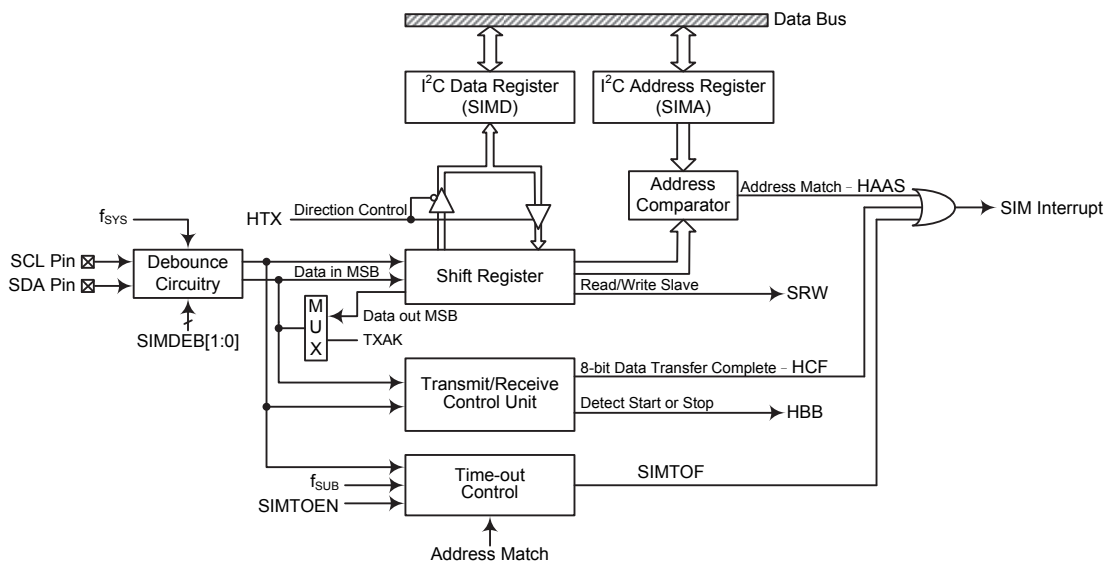 Data Bus
I²C Data Register
(SIMD)
I²C Address Register
(SIMA)
Address
Comparator
Address Match - HAAS
SIM Interrupt
HTX
Direction Control
fSYS
SCL Pin
SDA Pin
Debounce
Circuitry
SIMDEB[1:0]
Data in MSB
Shift Register
Read/Write Slave
SRW
M
U
X
Data out MSB
TXAK
Transmit/Receive
Control Unit
8-bit Data Transfer Complete - HCF
Detect Start or Stop
HBB
fSUB
SIMTOEN
Time-out
Control
SIMTOF
Address Match